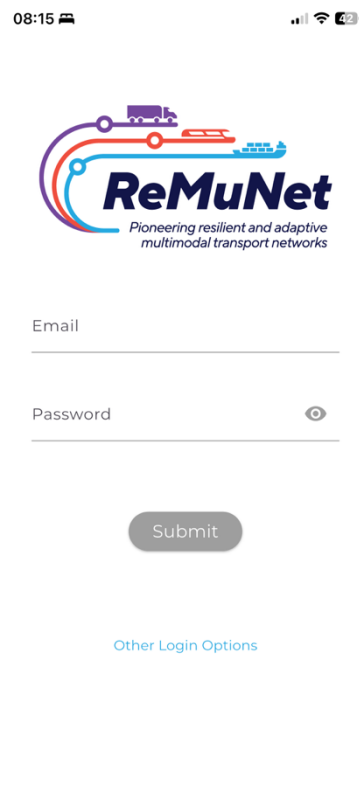 08:15
42
ReMuNet
Pioneering resilient and adaptive
multimodal transport networks
Email
Password
Submit
Other Login Options